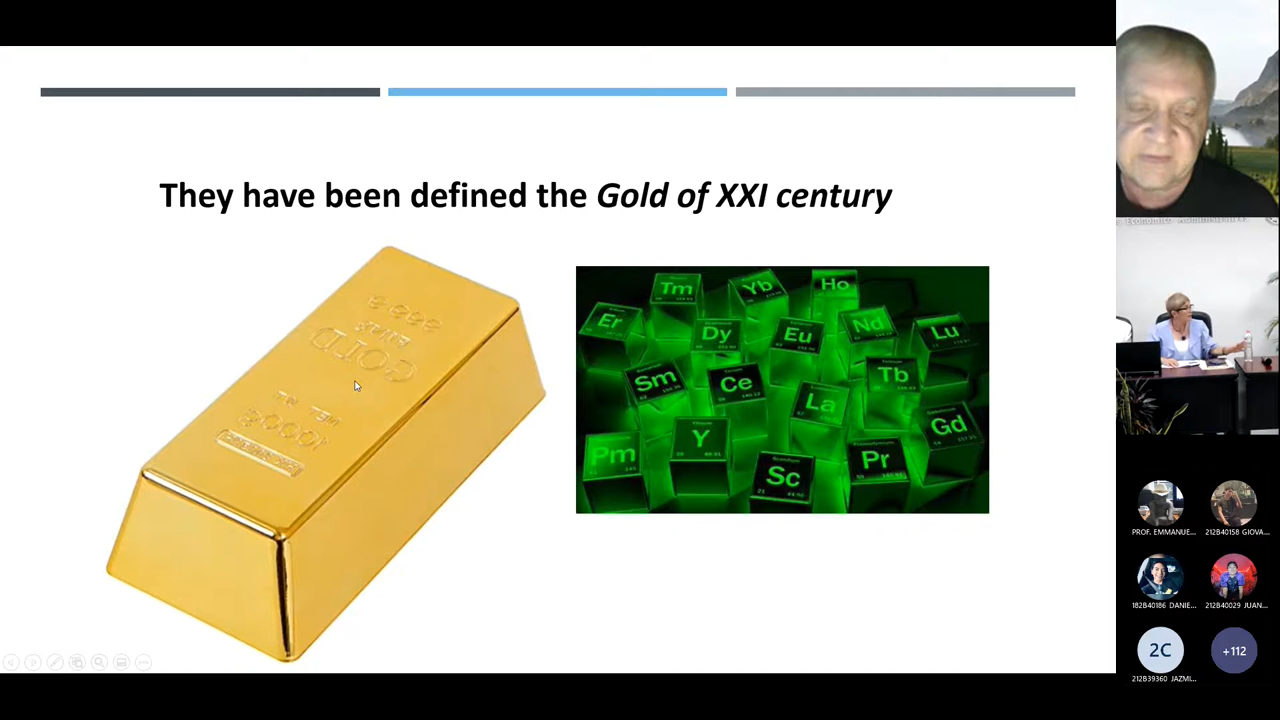 They have been defined the Gold of XXI century
Tm
Yb
Ho
Er
Dy
Eu
Nd
Lu
Sm
Ce
La
Tb
Gd
Pm
Y
Sc
21
Pr
GOLD
1000g
PROF. EMMANUE...
212B40158 GIOVA...
182B40186 DANIE...
212B40029 JUAN...
2C
+112
212B39360 JAZMI...